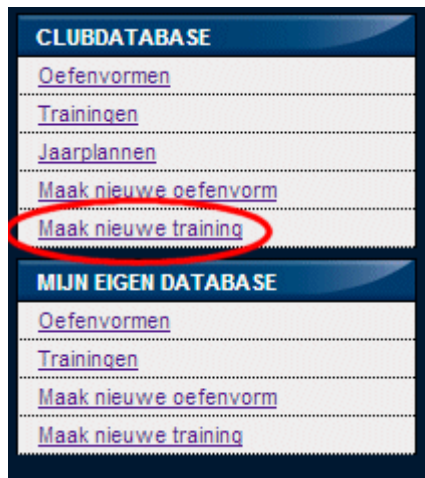 CLUBDATABASE
Oefenvormen
Trainingen
Jaarplannen
Maak nieuwe oefenvorm
Maak nieuwe training
MIJN EIGEN DATABASE
Oefenvormen
Trainingen
Maak nieuwe oefenvorm
Maak nieuwe training